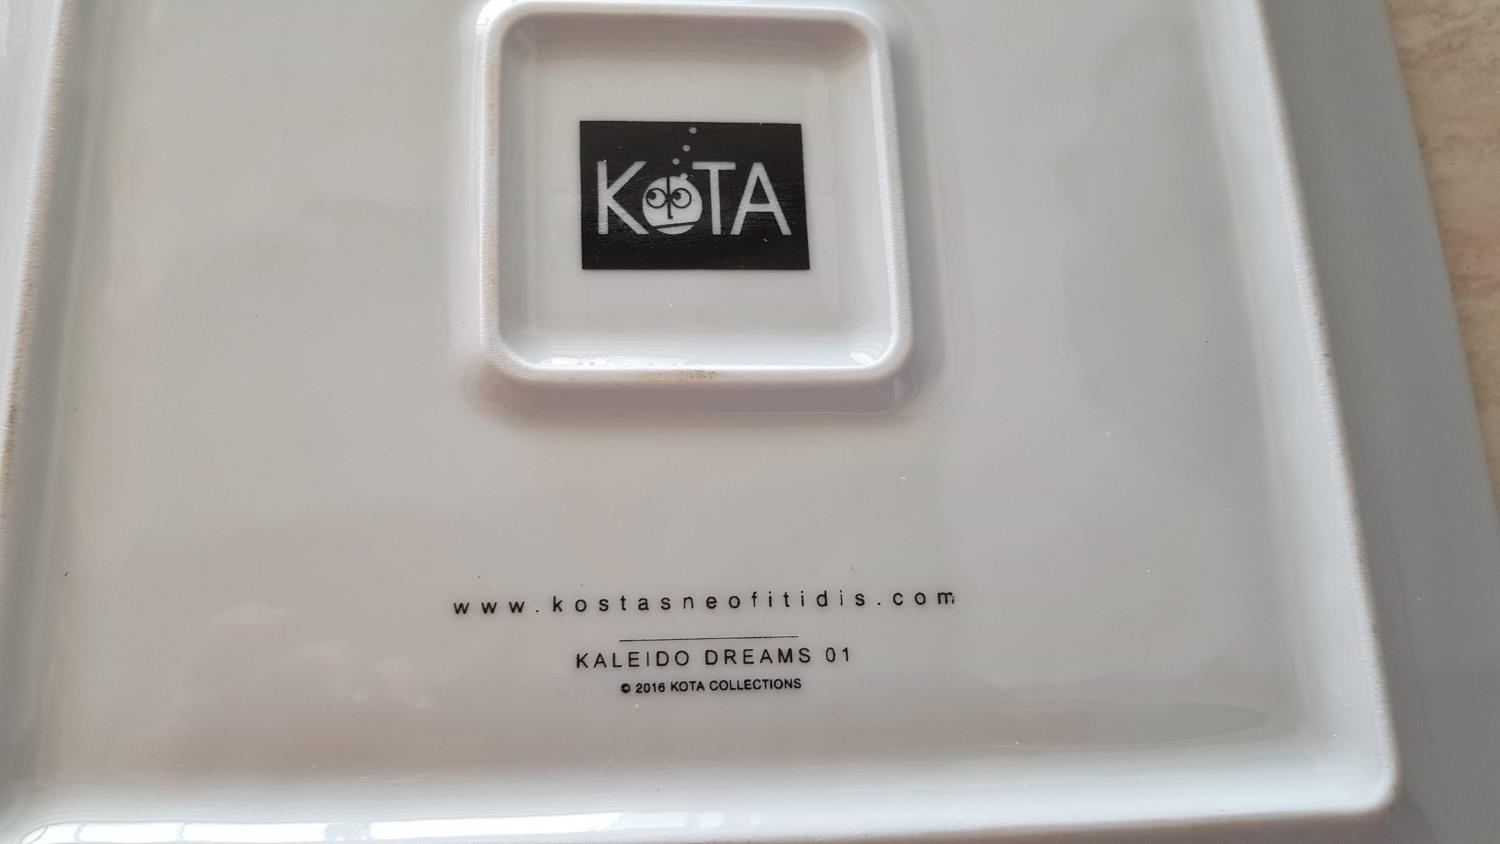 KOTA
www.kostasneofitidis.com
KALEIDO DREAMS 01
© 2016 KOTA COLLECTIONS